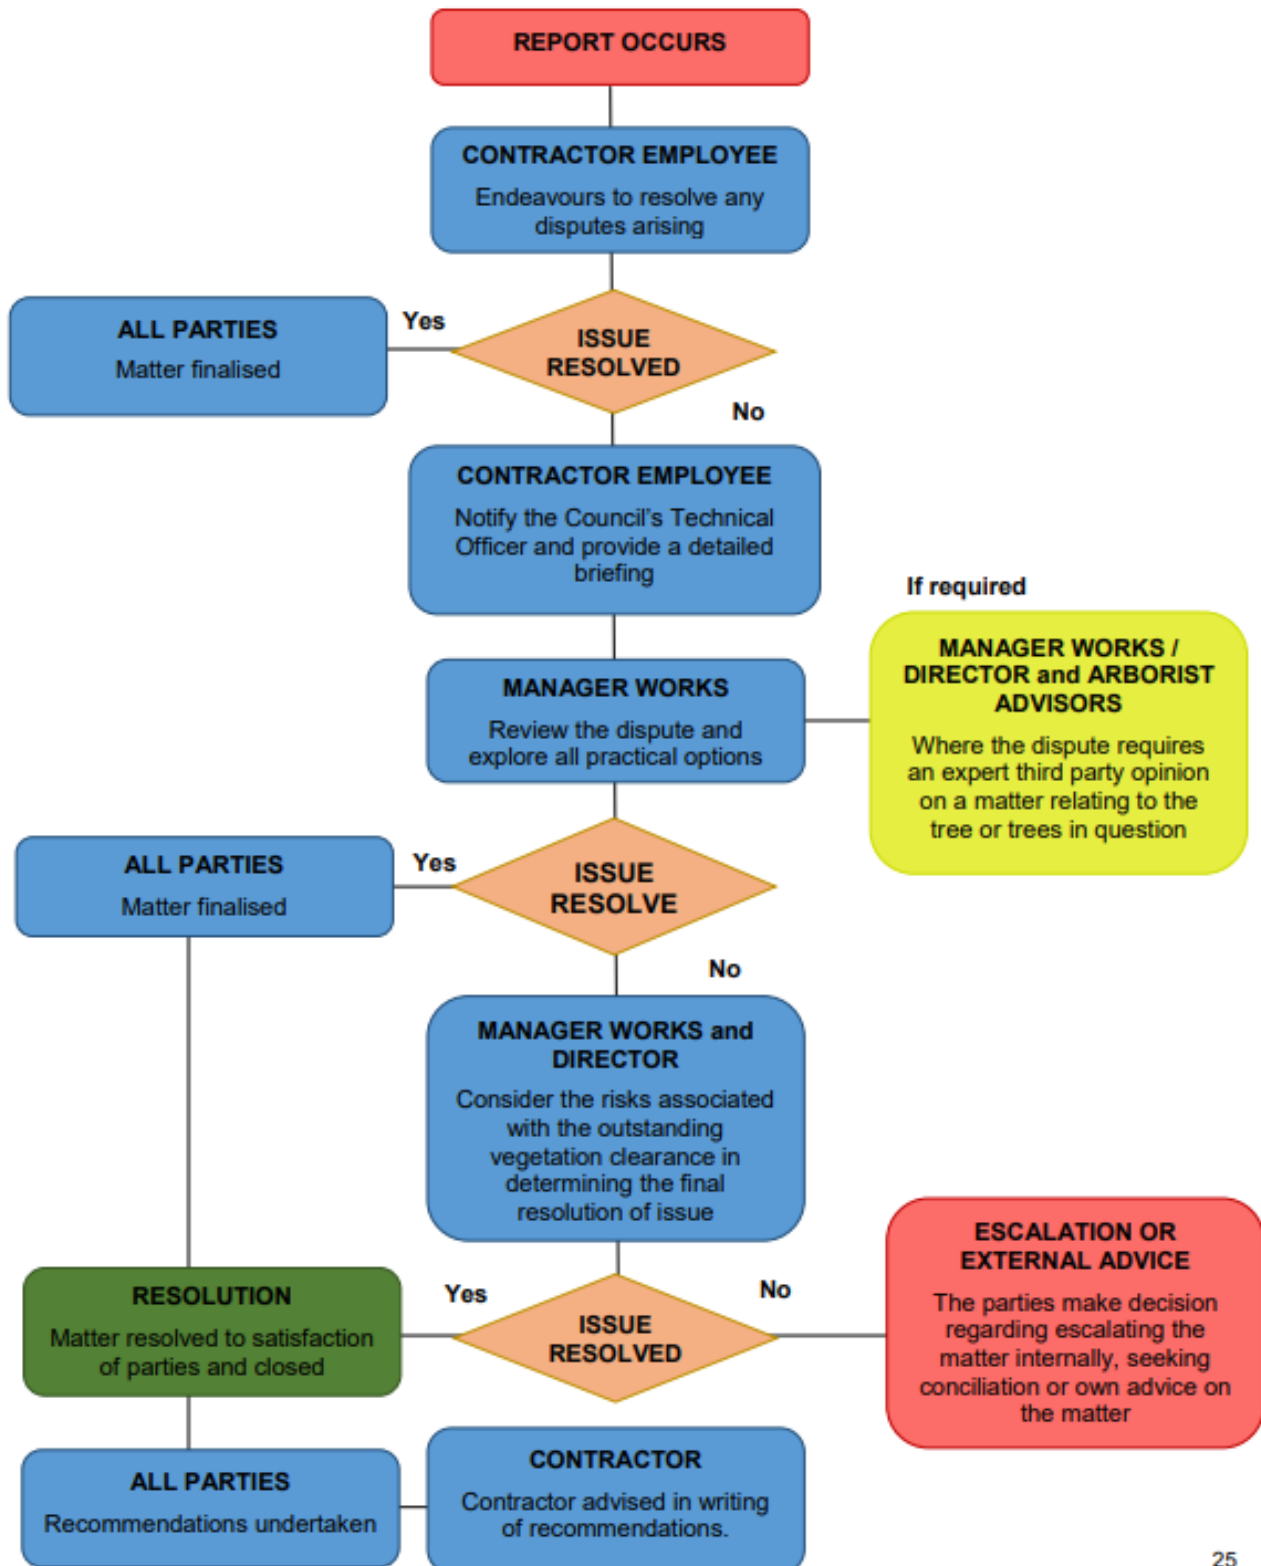 REPORT OCCURS
CONTRACTOR EMPLOYEE
Endeavours to resolve any
disputes arising
ALL PARTIES
Matter finalised
Yes
ISSUE
RESOLVED
No
CONTRACTOR EMPLOYEE
Notify the Council's Technical
Officer and provide a detailed
briefing
If required
MANAGER WORKS /
DIRECTOR and ARBORIST
ADVISORS
Where the dispute requires
an expert third party opinion
on a matter relating to the
tree or trees in question
MANAGER WORKS
Review the dispute and
explore all practical options
ALL PARTIES
Matter finalised
Yes
ISSUE
RESOLVE
No
MANAGER WORKS and
DIRECTOR
Consider the risks associated
with the outstanding
vegetation clearance in
determining the final
resolution of issue
RESOLUTION
Matter resolved to satisfaction
of parties and closed
Yes
ISSUE
RESOLVED
No
ESCALATION OR
EXTERNAL ADVICE
The parties make decision
regarding escalating the
matter internally, seeking
conciliation or own advice on
the matter
ALL PARTIES
Recommendations undertaken
CONTRACTOR
Contractor advised in writing
of recommendations.
25